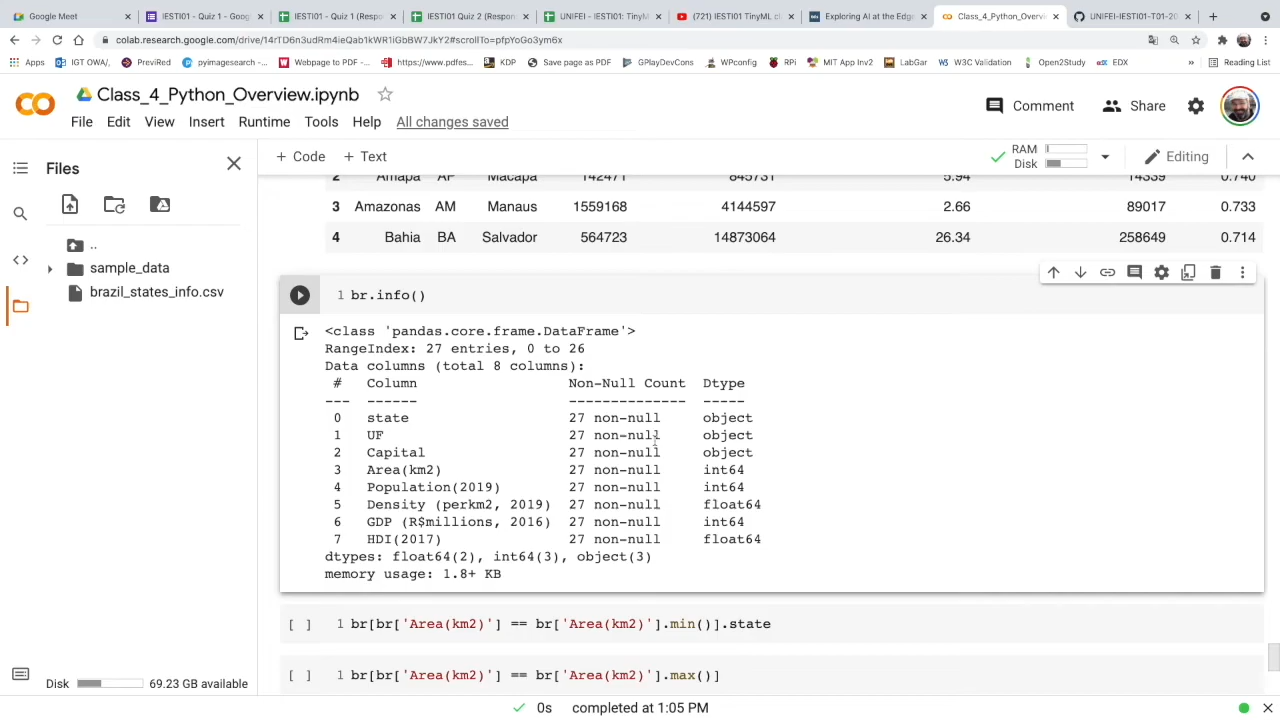 Google Meet
IESTI01 - Quiz 1 - Goog
IESTI01 - Quiz 1 (Respon
IESTI01 Quiz 2 (Respons
UNIFEI - IESTI01: TinyM
(721) IESTI01 TinyML cl
Exploring AI at the Edge
Class_4_Python_Overvie
UNIFEI-IESTI01-T01-20
colab.research.google.com/drive/14rTD6n3udRm4ieQab1kWR1iGbBW7JkY2#scrollTo=pfpYoGo3ym6x
Apps
IGT OWA/,
PreviRed
pyimagesearch -...
Webpage to PDF -...
https://www.pdfes...
KDP
Save page as PDF
GPlayDevCons
WPconfig
RPi
MIT App Inv2
LabGar
W3C Validation
Open2Study
EDX
»
Reading List
CO
Class_4_Python_Overview.ipynb
Comment
Share
File Edit View Insert Runtime Tools Help All changes saved
Files
+ Code + Text
RAM
Disk
Editing
2 Amapá AP Macapá 142471 845731 5.94 14339 0.740
3 Amazonas AM Manaus 1559168 4144597 2.66 89017 0.733
4 Bahia BA Salvador 564723 14873064 26.34 258649 0.714
..
sample_data
brazil_states_info.csv
1 br.info()
<class 'pandas.core.frame.DataFrame'>
RangeIndex: 27 entries, 0 to 26
Data columns (total 8 columns):
# Column Non-Null Count Dtype
--- ------ -------------- -----
0 state 27 non-null object
1 UF 27 non-null object
2 Capital 27 non-null object
3 Area(km2) 27 non-null int64
4 Population(2019) 27 non-null int64
5 Density (perkm2, 2019) 27 non-null float64
6 GDP (R$millions, 2016) 27 non-null int64
7 HDI(2017) 27 non-null float64
dtypes: float64(2), int64(3), object(3)
memory usage: 1.8+ KB
[ ] 1 br[br['Area(km2)'] == br['Area(km2)'].min()].state
[ ] 1 br[br['Area(km2)'] == br['Area(km2)'].max()]
Disk 69.23 GB available
0s completed at 1:05 PM